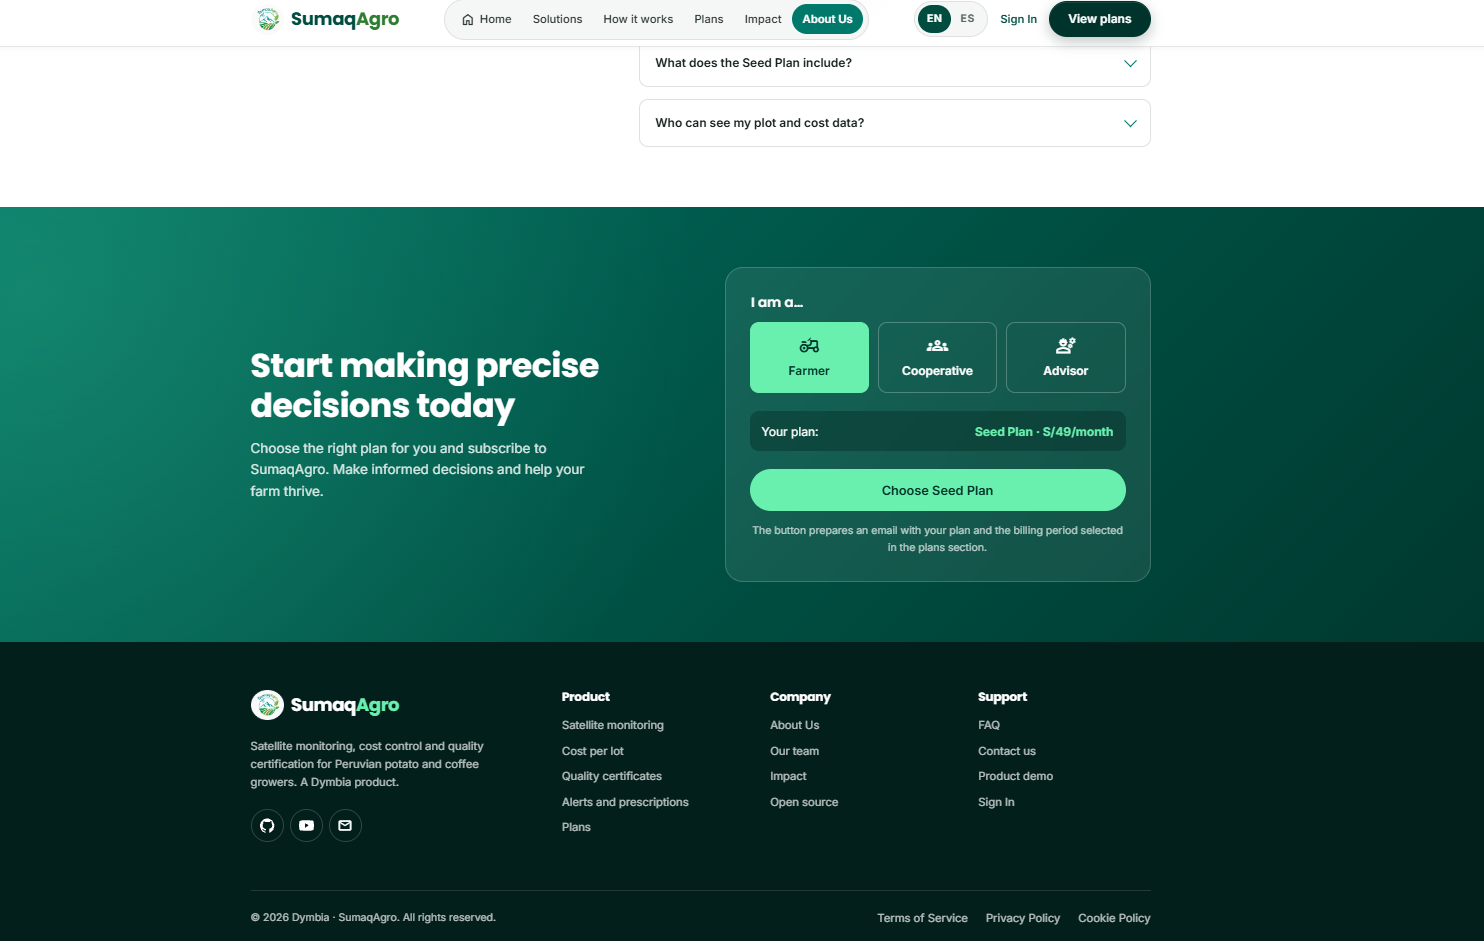 SumaqAgro
Home
Solutions
How it works
Plans
Impact
About Us
EN
ES
Sign In
View plans
What does the Seed Plan include?
Who can see my plot and cost data?
Start making precise
decisions today
Choose the right plan for you and subscribe to
SumaqAgro. Make informed decisions and help your
farm thrive.
I am a...
Farmer
Cooperative
Advisor
Your plan:
Seed Plan · S/49/month
Choose Seed Plan
The button prepares an email with your plan and the billing period selected
in the plans section.
SumaqAgro
Satellite monitoring, cost control and quality
certification for Peruvian potato and coffee
growers. A Dymbia product.
Product
Satellite monitoring
Cost per lot
Quality certificates
Alerts and prescriptions
Plans
Company
About Us
Our team
Impact
Open source
Support
FAQ
Contact us
Product demo
Sign In
© 2026 Dymbia · SumaqAgro. All rights reserved.
Terms of Service
Privacy Policy
Cookie Policy